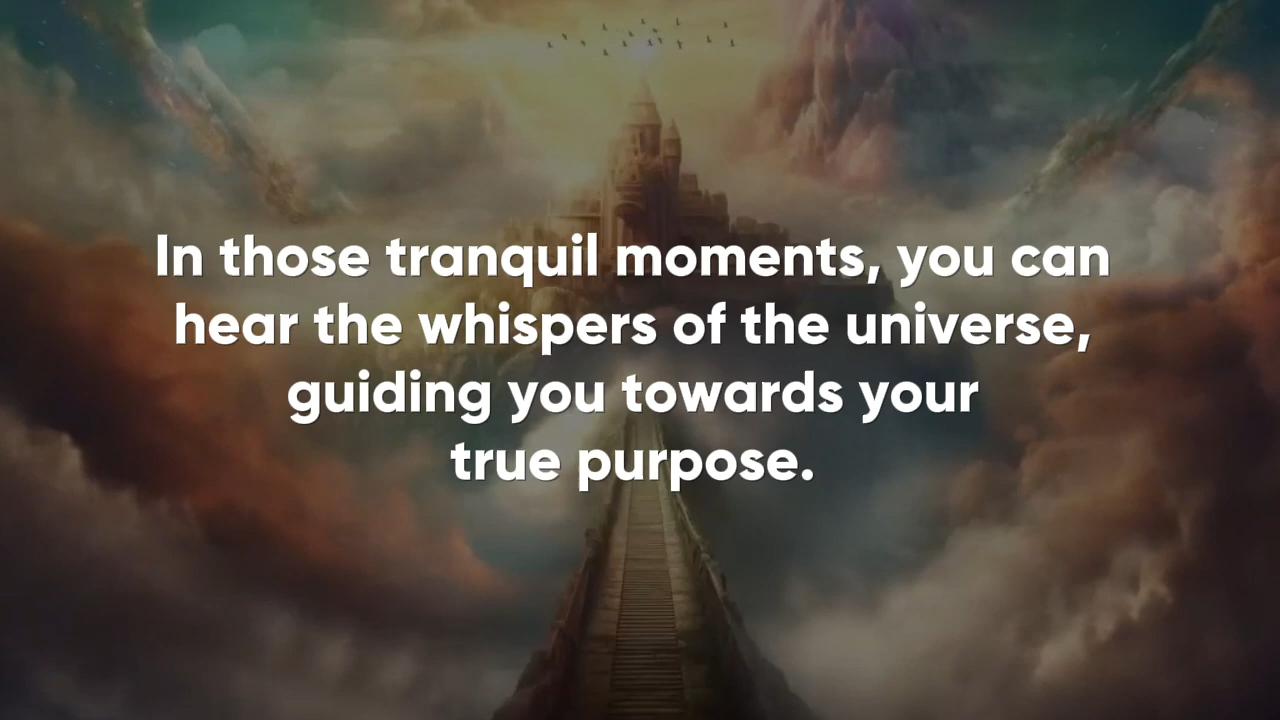 In those tranquil moments, you can
hear the whispers of the universe,
guiding you towards your
true purpose.